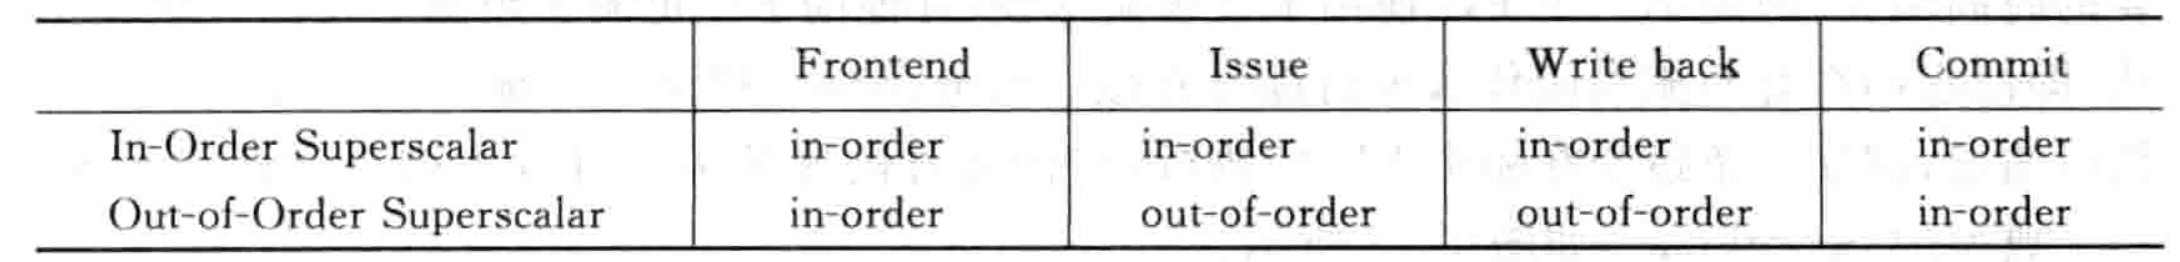 Frontend Issue Write back Commit
In-Order Superscalar in-order in-order in-order in-order
Out-of-Order Superscalar in-order out-of-order out-of-order in-order